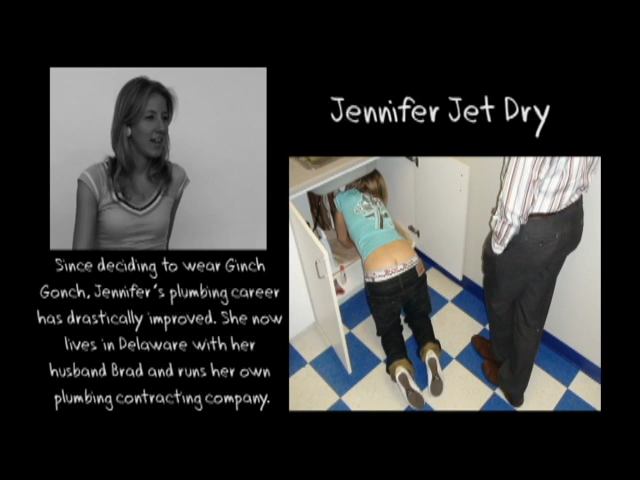 Jennifer Jet Dry
Since deciding to wear Ginch
Gonch, Jennifer's plumbing career
has drastically improved. She now
lives in Delaware with her
husband Brad and runs her own
plumbing contracting company.